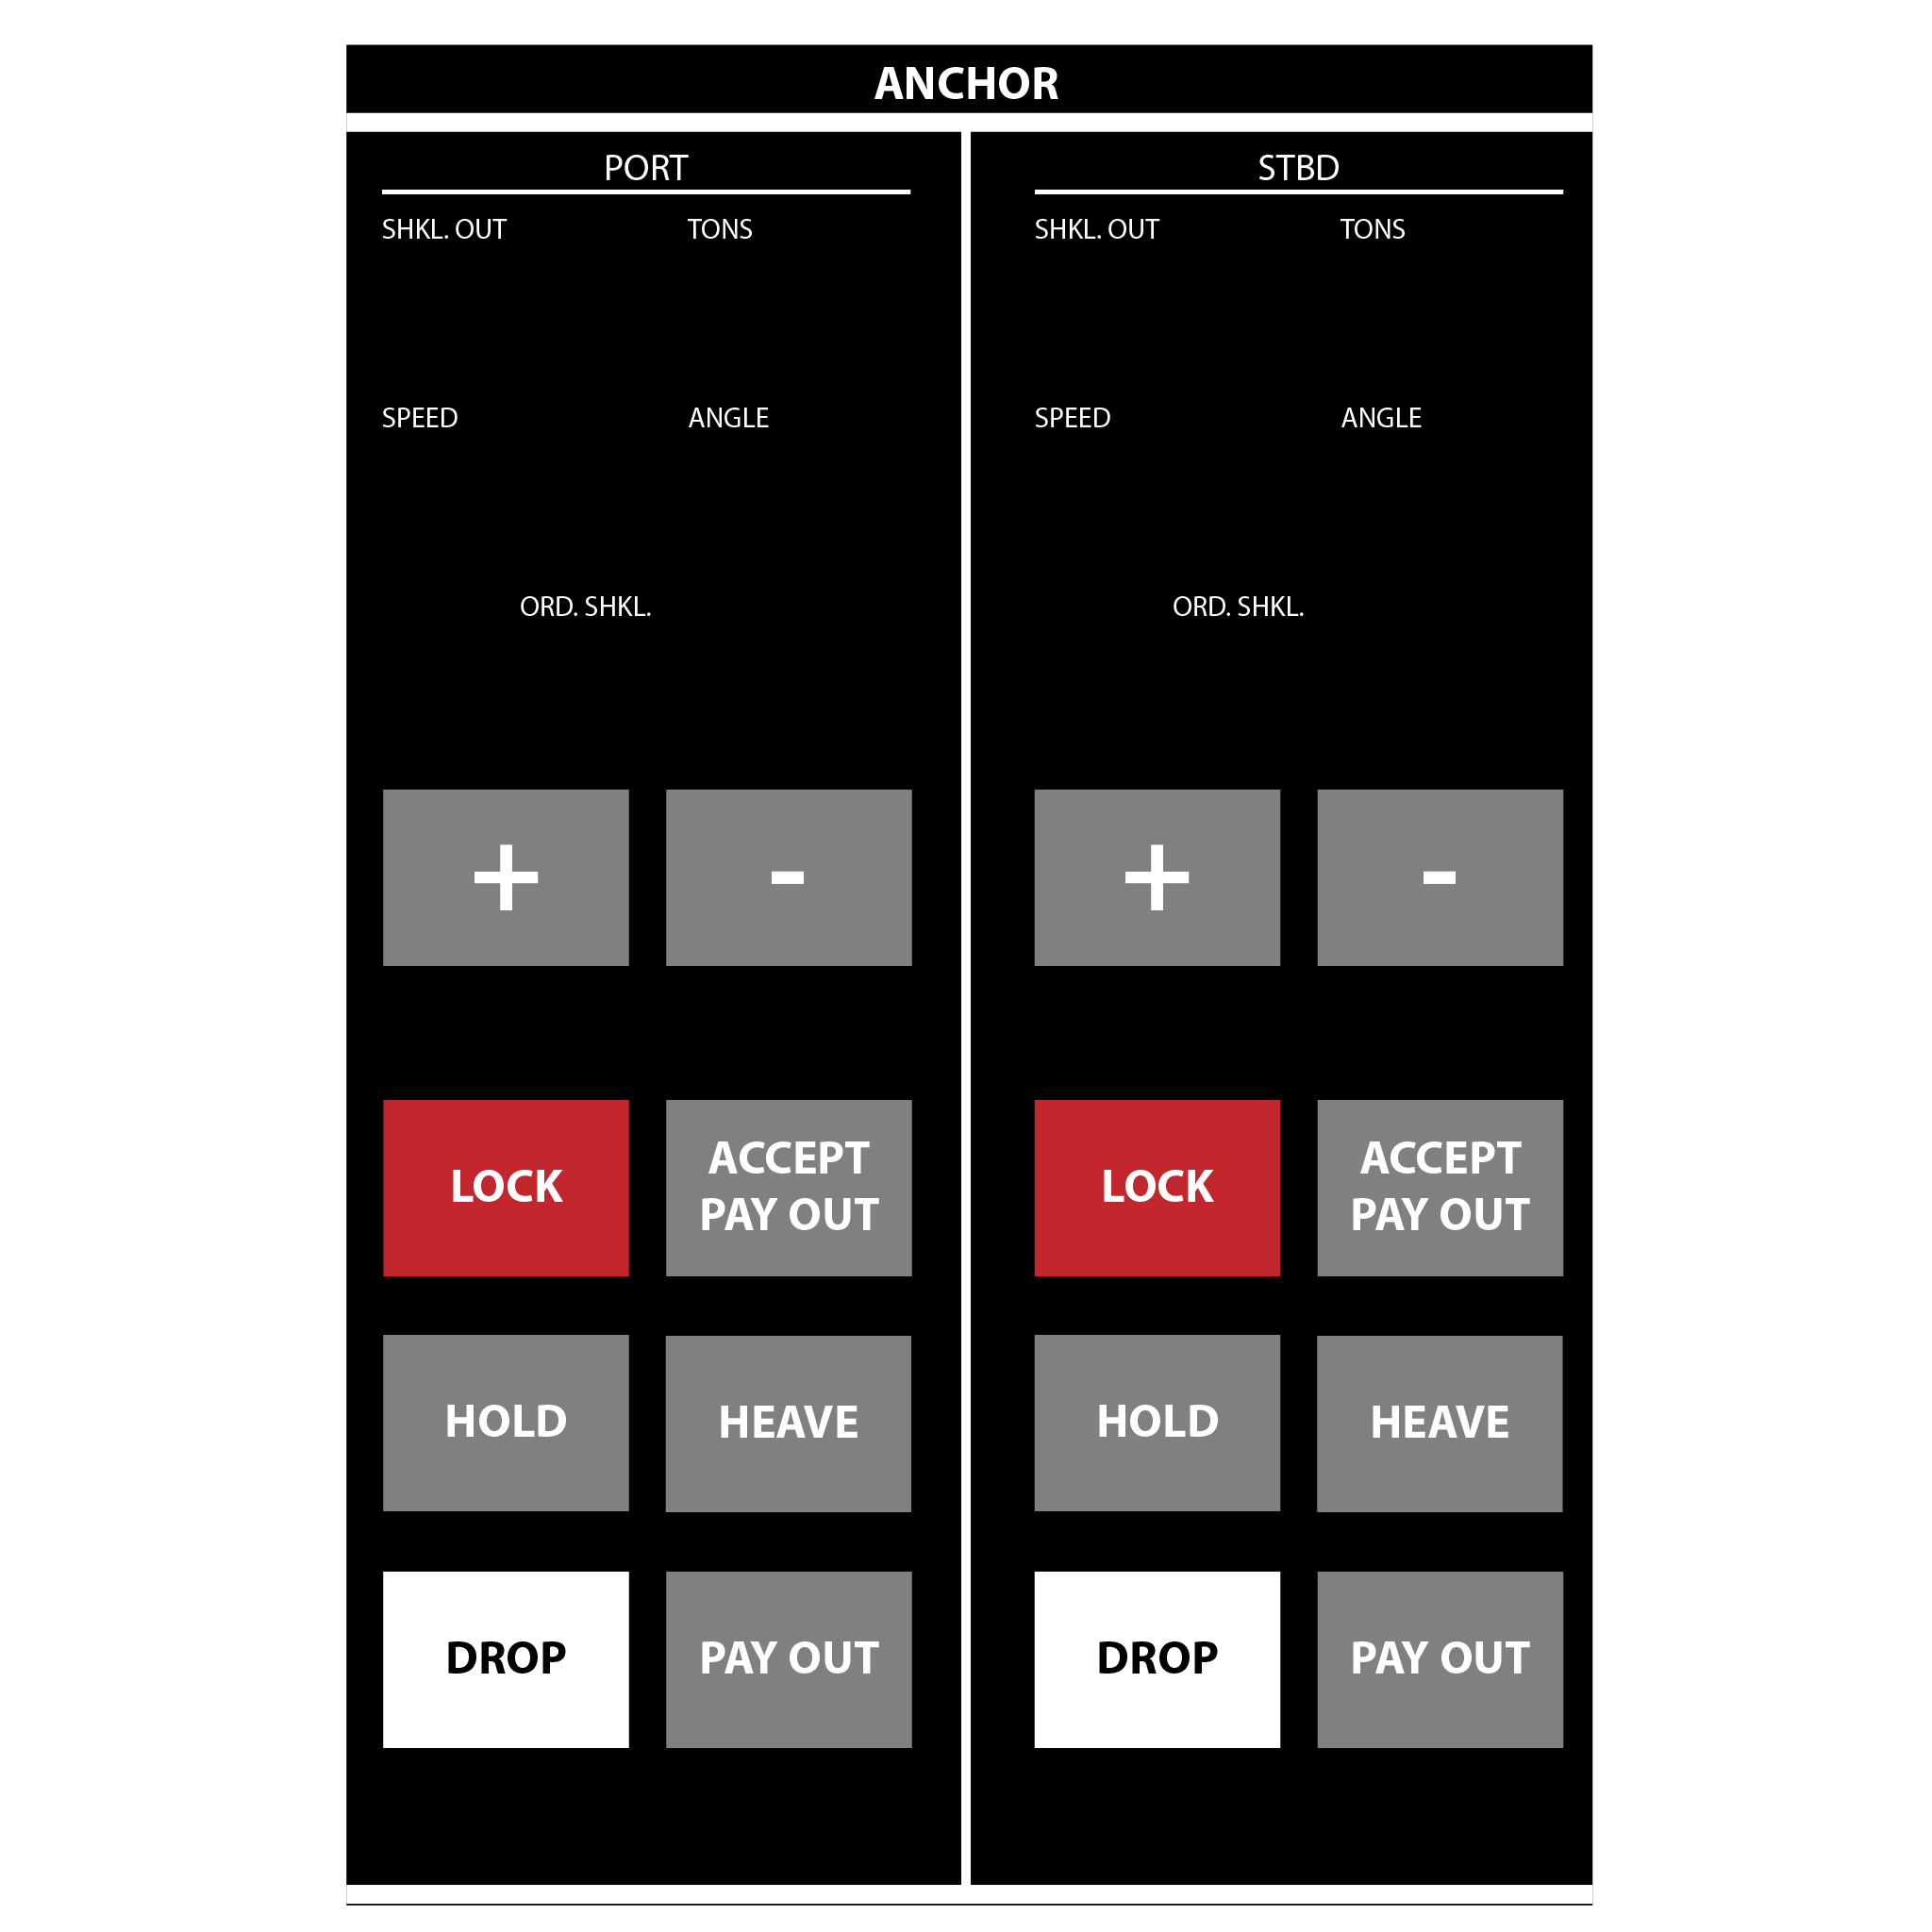 ANCHOR
PORT
SHKL. OUT TONS
SPEED ANGLE
ORD. SHKL.
+ -
LOCK
ACCEPT
PAY OUT
HOLD HEAVE
DROP PAY OUT
STBD
SHKL. OUT TONS
SPEED ANGLE
ORD. SHKL.
+ -
LOCK
ACCEPT
PAY OUT
HOLD HEAVE
DROP PAY OUT